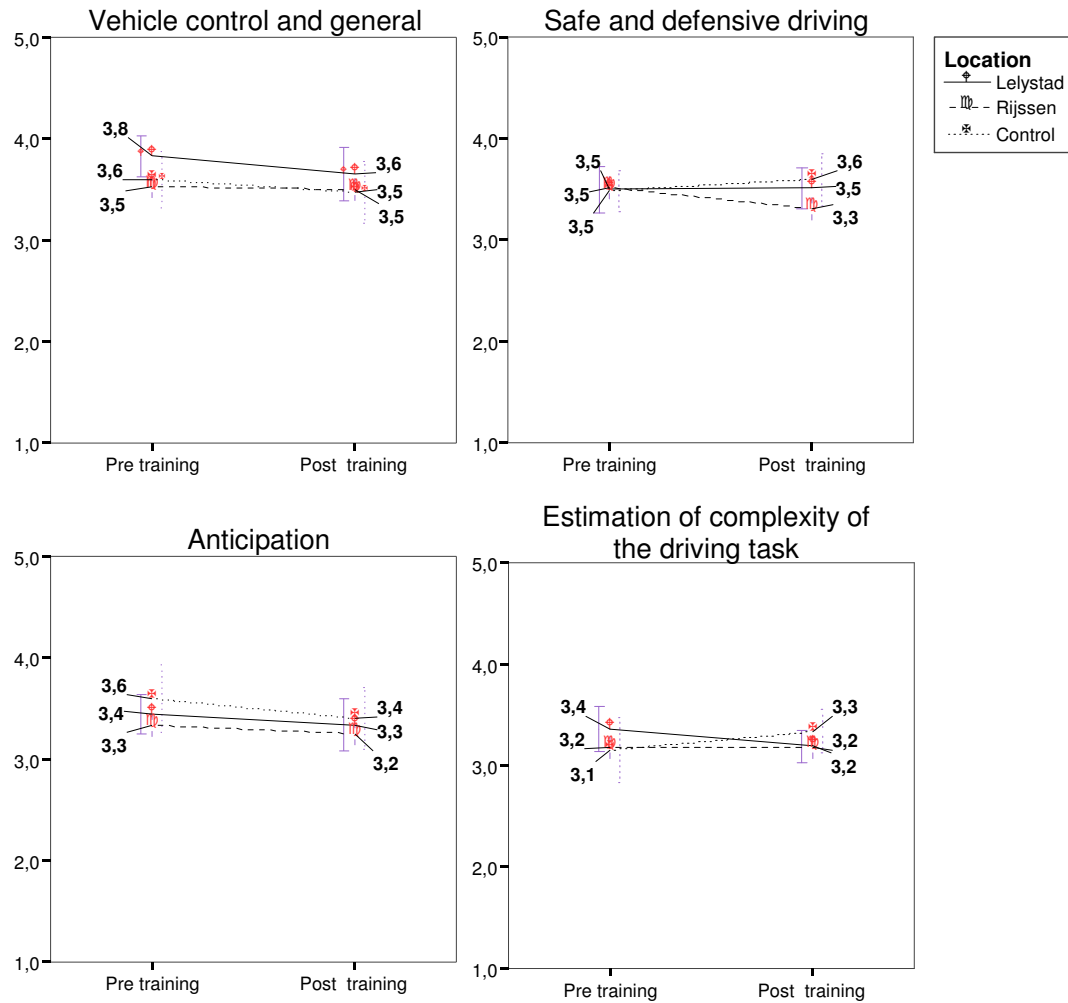 Vehicle control and general
5,0
4,0
3,0
2,0
1,0
3,8
3,6
3,5
3,6
3,5
3,5
Pre training
Post training
Safe and defensive driving
5,0
4,0
3,0
2,0
1,0
3,5
3,5
3,5
3,6
3,5
3,3
Pre training
Post training
Location
Lelystad
Rijssen
Control
Anticipation
5,0
4,0
3,0
2,0
1,0
3,6
3,4
3,3
3,4
3,3
3,2
Pre training
Post training
Estimation of complexity of
the driving task
5,0
4,0
3,0
2,0
1,0
3,4
3,2
3,1
3,3
3,2
3,2
Pre training
Post training